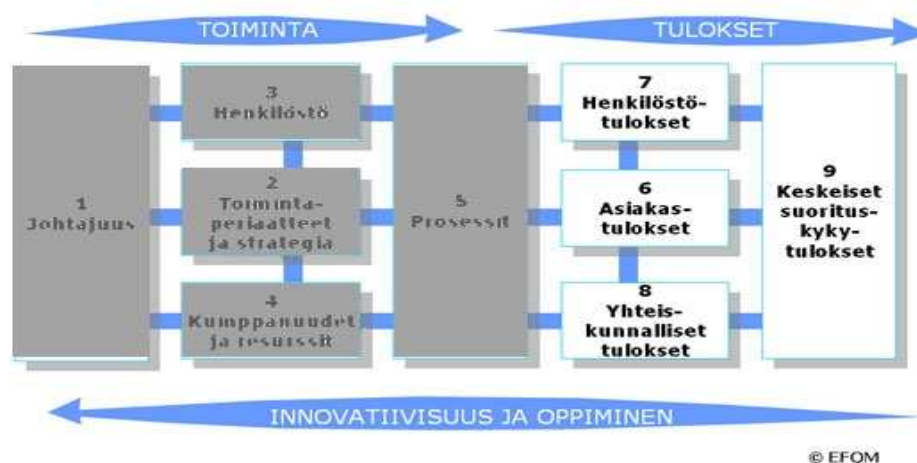 TOIMINTA
TULOKSET
1
Johtajuus
3
Henkilöstö
2
Toiminta-
periaatteet
ja strategia
4
Kumppanuudet
ja resurssit
5
Prosessit
7
Henkilöstö-
tulokset
6
Asiakas-
tulokset
8
Yhteis-
kunnalliset
tulokset
9
Keskeiset
suoritus-
kyky-
tulokset
INNOVATIIVISUUS JA OPPIMINEN
© EFQM